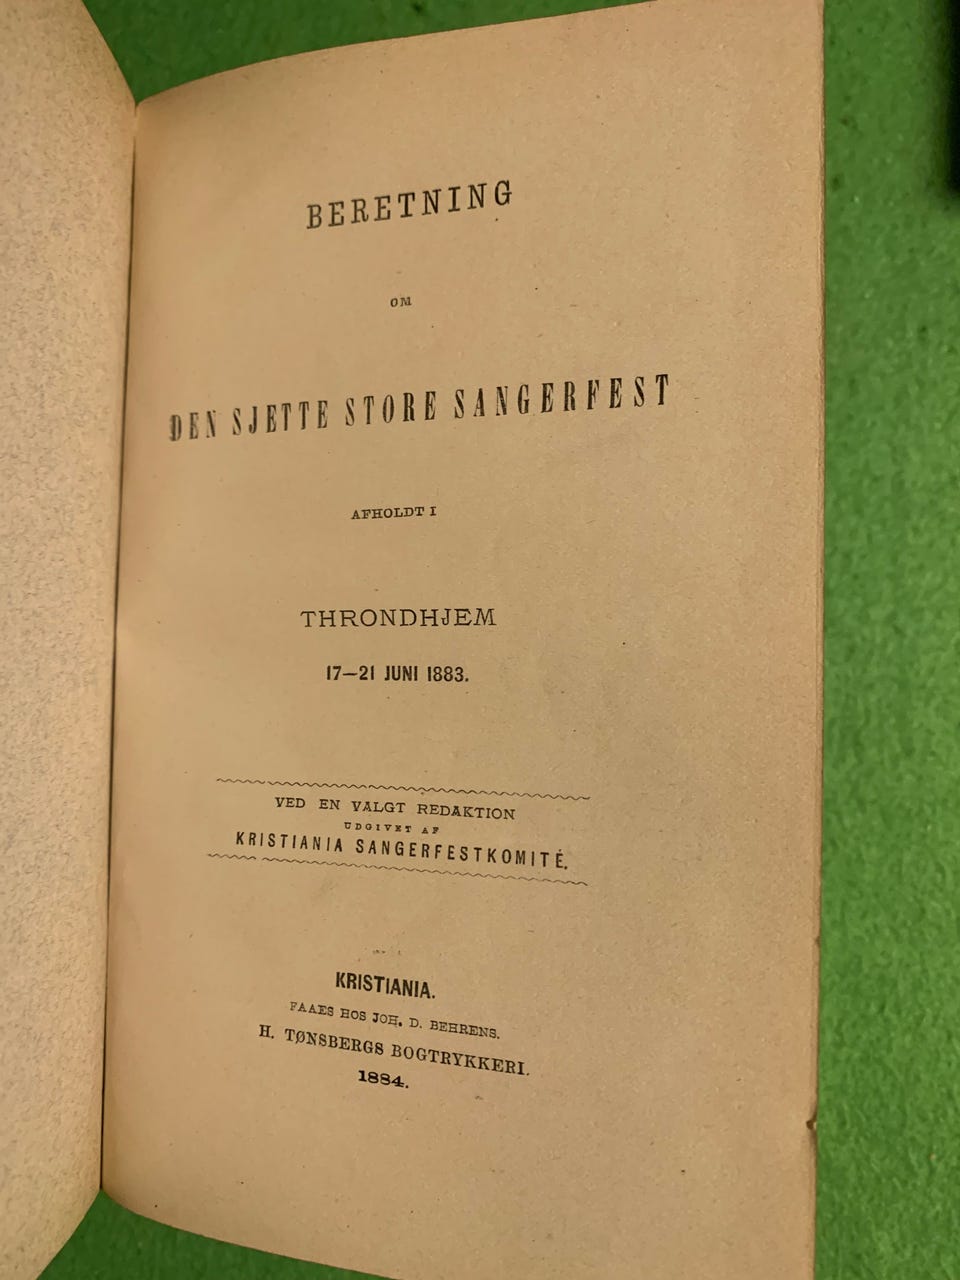 BERETNING
OM
DEN SJETTE STORE SANGERFEST
AFHOLDT I
THRONDHJEM
17—21 JUNI 1883.
VED EN VALGT REDAKTION
UDGIVET AF
KRISTIANIA SANGERFESTKOMITÉ.
KRISTIANIA.
FAAES HOS JOH. D. BEHRENS.
H. TØNSBERGS BOGTRYKKERI.
1884.